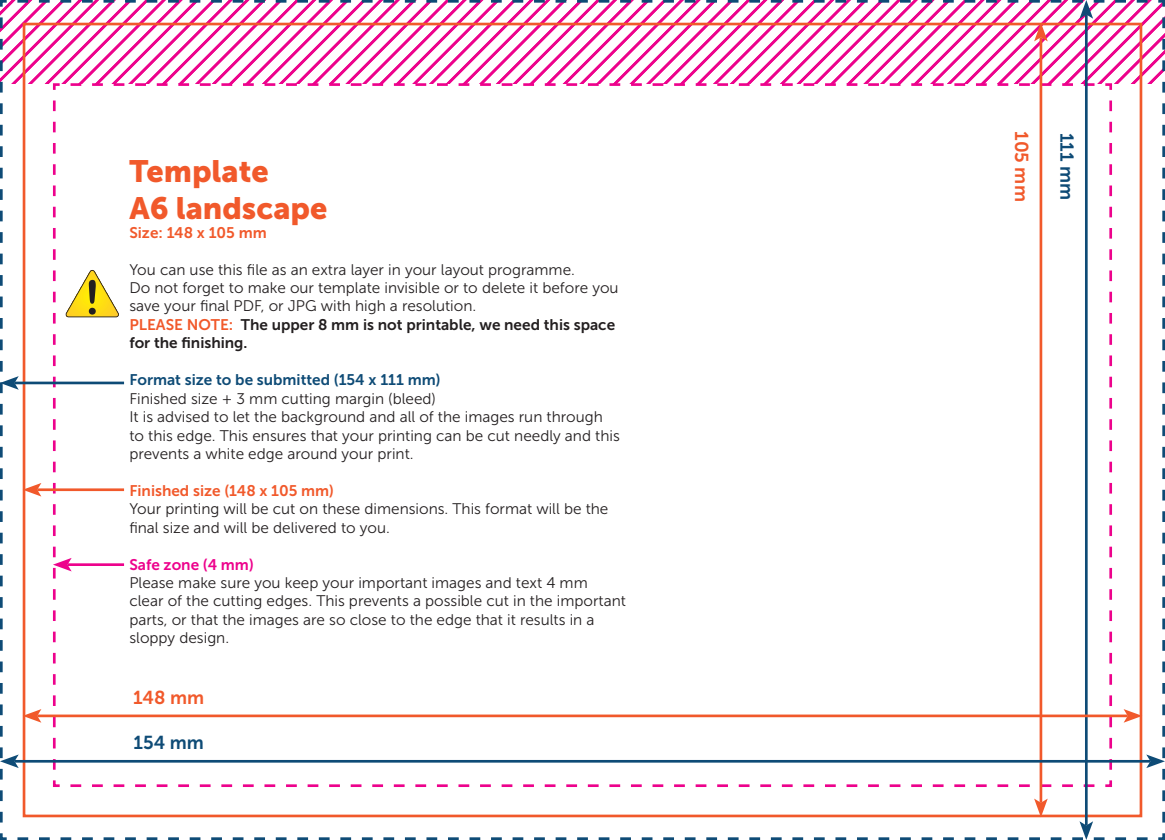 Template
A6 landscape
Size: 148 x 105 mm
You can use this file as an extra layer in your layout programme.
Do not forget to make our template invisible or to delete it before you
save your final PDF, or JPG with high a resolution.
PLEASE NOTE: The upper 8 mm is not printable, we need this space
for the finishing.
Format size to be submitted (154 x 111 mm)
Finished size + 3 mm cutting margin (bleed)
It is advised to let the background and all of the images run through
to this edge. This ensures that your printing can be cut needly and this
prevents a white edge around your print.
Finished size (148 x 105 mm)
Your printing will be cut on these dimensions. This format will be the
final size and will be delivered to you.
Safe zone (4 mm)
Please make sure you keep your important images and text 4 mm
clear of the cutting edges. This prevents a possible cut in the important
parts, or that the images are so close to the edge that it results in a
sloppy design.
148 mm
154 mm
105 mm
111 mm